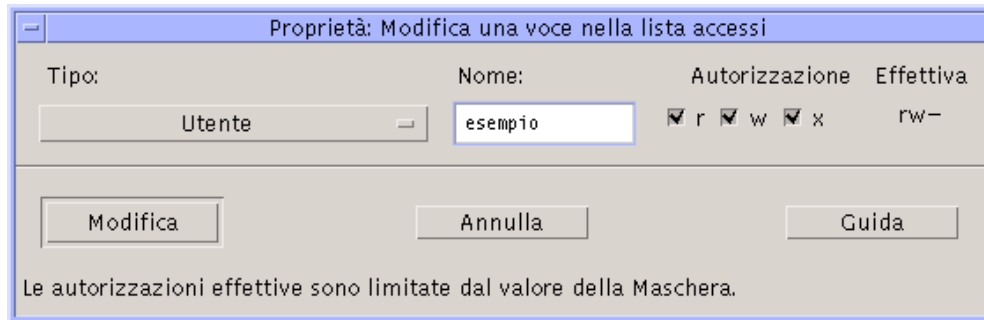 Proprietà: Modifica una voce nella lista accessi
Tipo: Nome: Autorizzazione Effettiva
Utente esempio r w x rw-
Modifica Annulla Guida
Le autorizzazioni effettive sono limitate dal valore della Maschera.